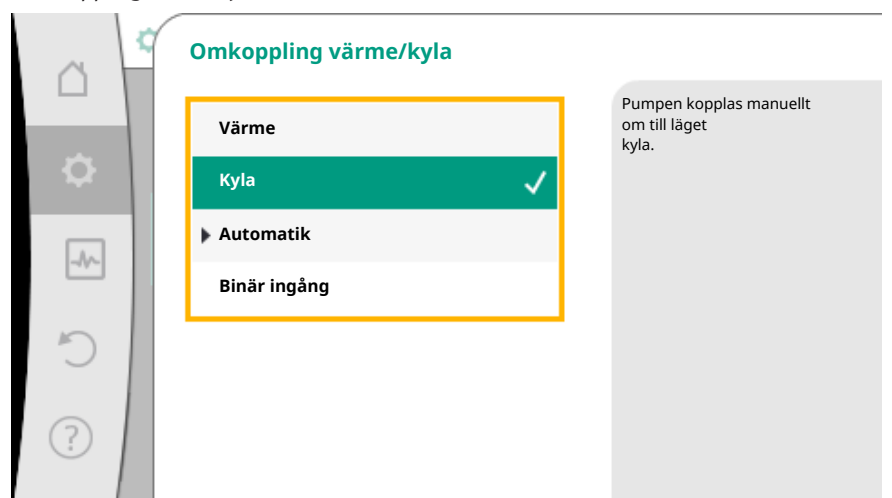 Omkoppling värme/kyla
Värme
Kyla
Automatik
Binär ingång
Pumpen kopplas manuellt
om till läget
kyla.
?